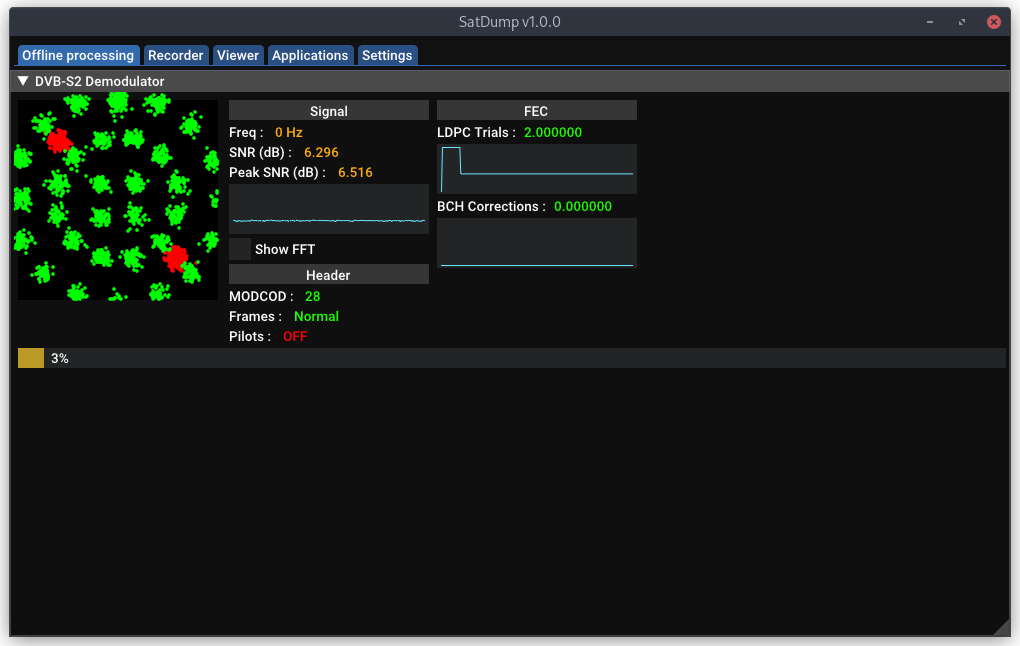 SatDump v1.0.0
Offline processing Recorder Viewer Applications Settings
DVB-S2 Demodulator
Signal
Freq : 0 Hz
SNR (dB) : 6.296
Peak SNR (dB) : 6.516
Show FFT
Header
MODCOD : 28
Frames : Normal
Pilots : OFF
FEC
LDPC Trials : 2.000000
BCH Corrections : 0.000000
3%